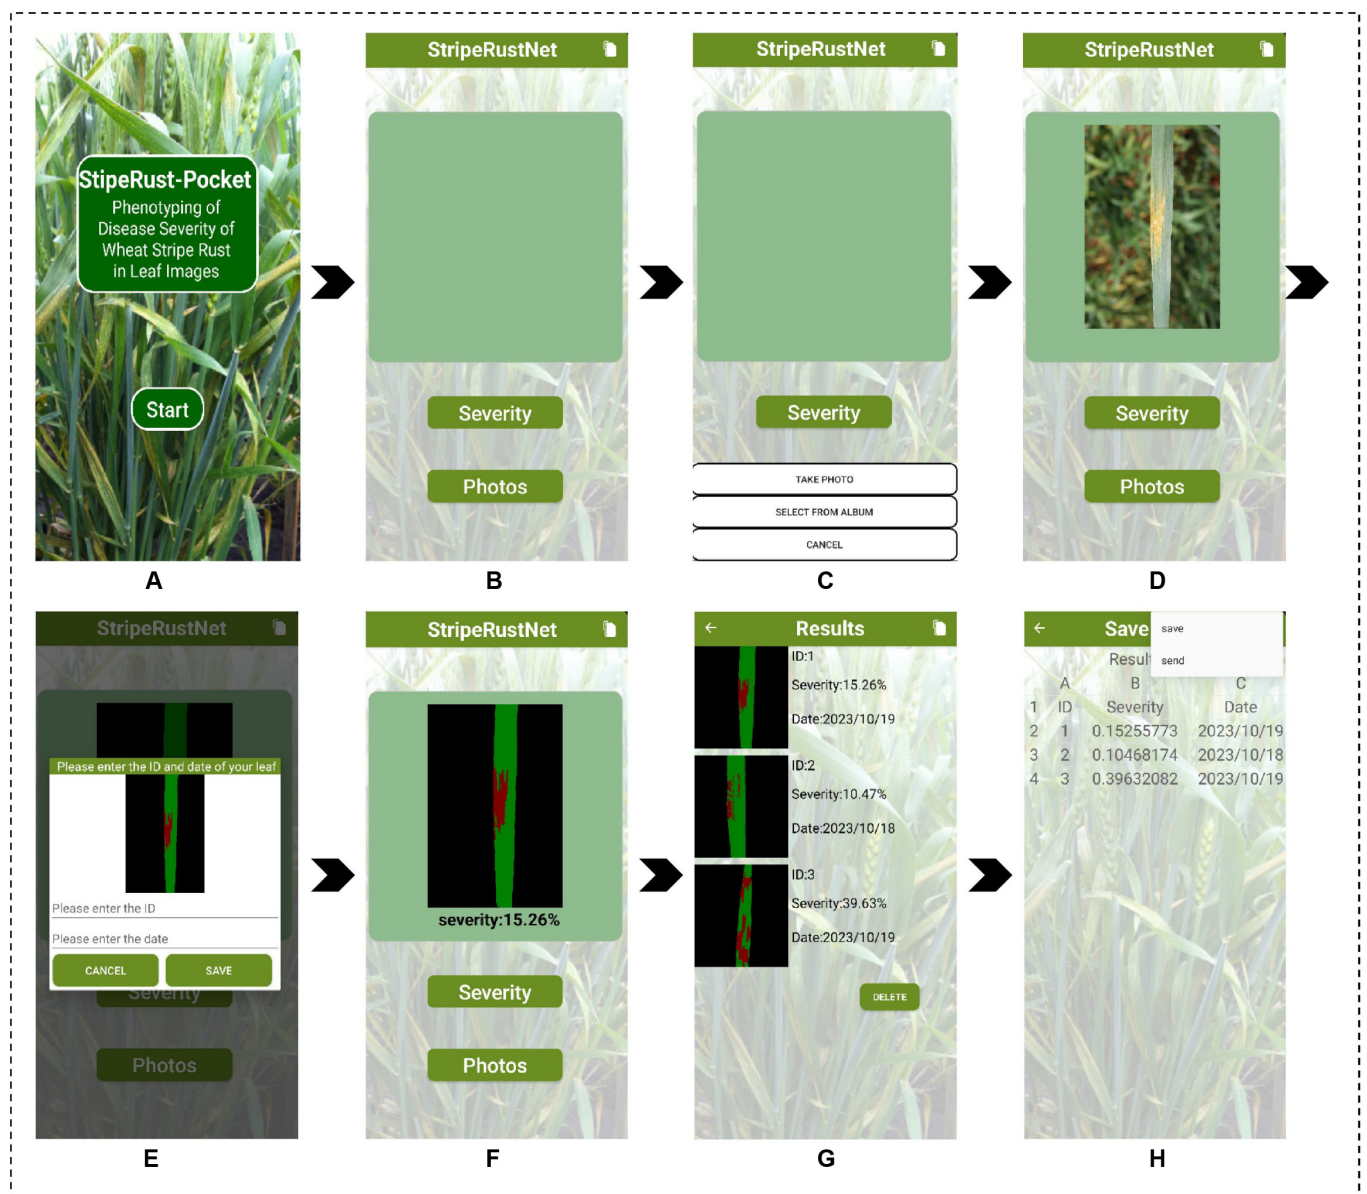 StipeRust-Pocket
Phenotyping of
Disease Severity of
Wheat Stripe Rust
in Leaf Images
Start
A
StripeRustNet
Severity
Photos
B
StripeRustNet
Severity
TAKE PHOTO
SELECT FROM ALBUM
CANCEL
C
StripeRustNet
Severity
Photos
D
StripeRustNet
Please enter the ID and date of your leaf
Please enter the ID
Please enter the date
CANCEL SAVE
Severity
Photos
E
StripeRustNet
severity:15.26%
Severity
Photos
F
Results
ID:1
Severity:15.26%
Date:2023/10/19
ID:2
Severity:10.47%
Date:2023/10/18
ID:3
Severity:39.63%
Date:2023/10/19
DELETE
G
Save
save
send
Result
A B C
1 ID Severity Date
2 1 0.15255773 2023/10/19
3 2 0.10468174 2023/10/18
4 3 0.39632082 2023/10/19
H